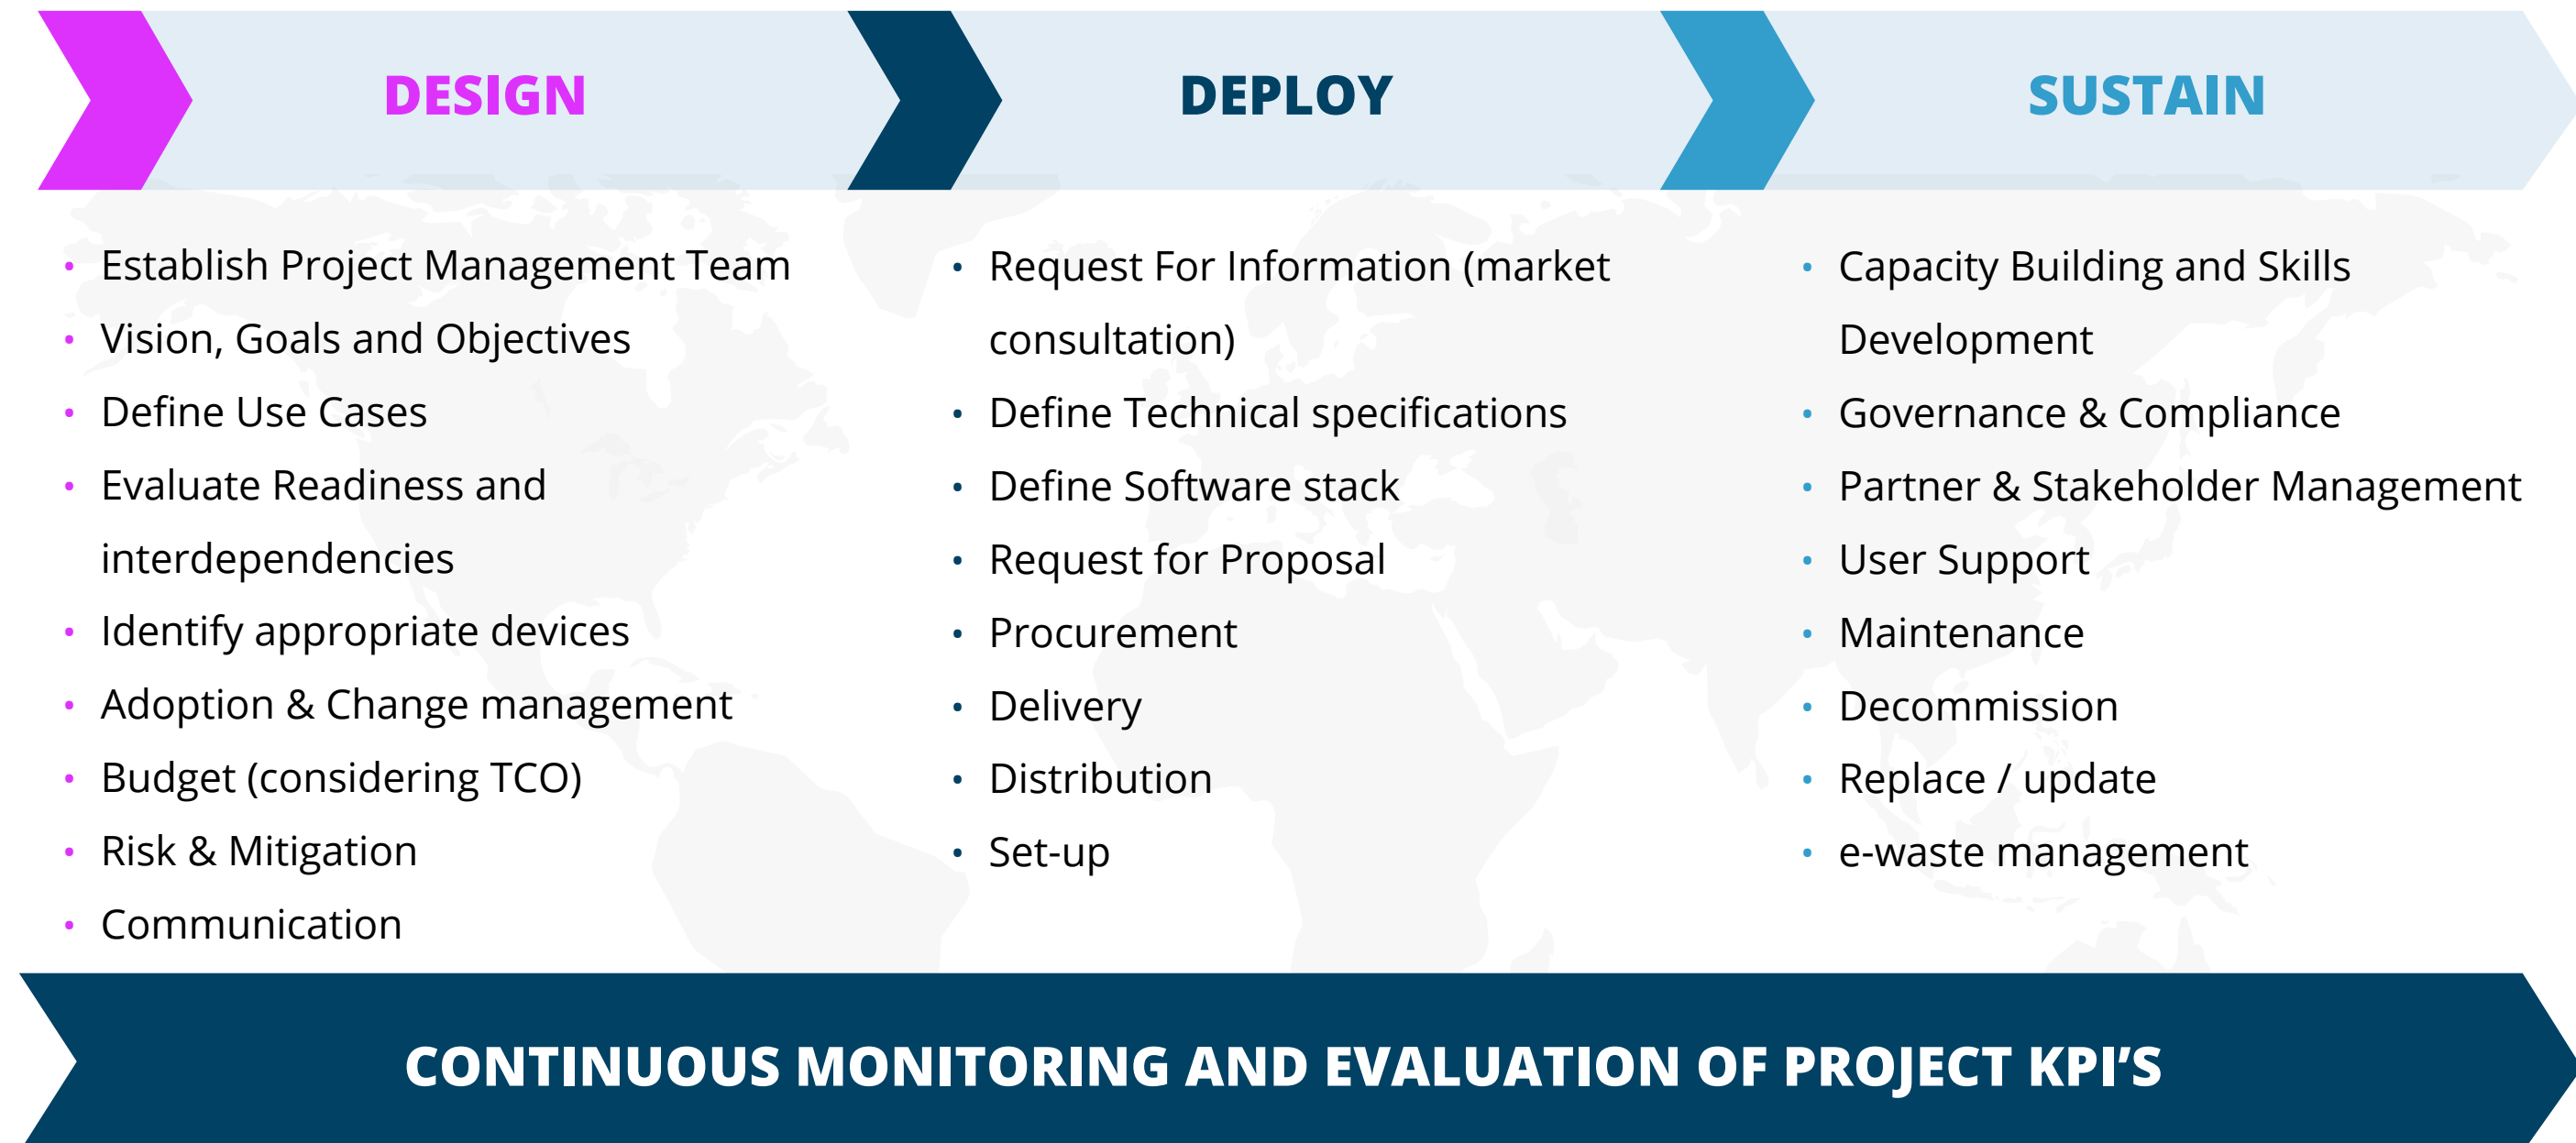 DESIGN
DEPLOY
SUSTAIN
• Establish Project Management Team
• Vision, Goals and Objectives
• Define Use Cases
• Evaluate Readiness and
interdependencies
• Identify appropriate devices
• Adoption & Change management
• Budget (considering TCO)
• Risk & Mitigation
• Communication
• Request For Information (market
consultation)
• Define Technical specifications
• Define Software stack
• Request for Proposal
• Procurement
• Delivery
• Distribution
• Set-up
• Capacity Building and Skills
Development
• Governance & Compliance
• Partner & Stakeholder Management
• User Support
• Maintenance
• Decommission
• Replace / update
• e-waste management
CONTINUOUS MONITORING AND EVALUATION OF PROJECT KPI’S